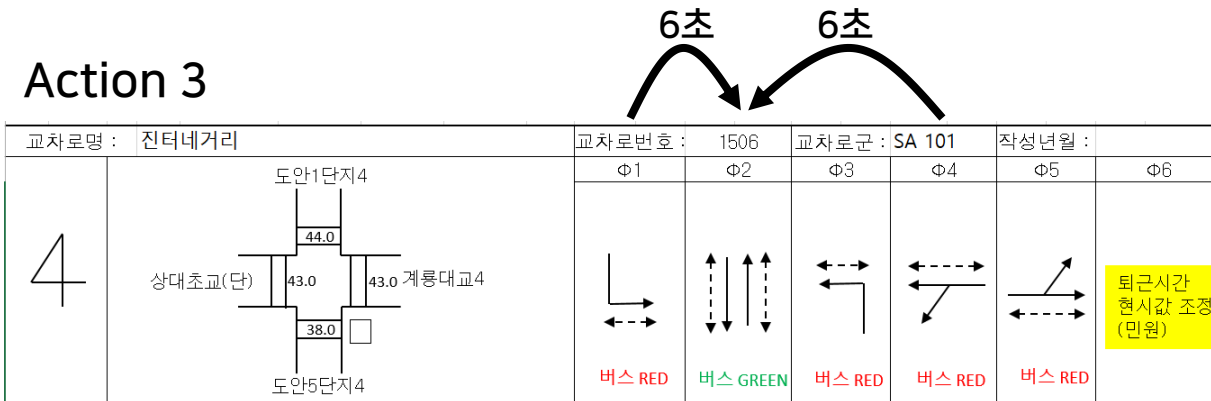 6초 6초
Action 3
교차로명 : 진터네거리 교차로번호 : 1506 교차로군 : SA 101 작성년월 :
Φ1 Φ2 Φ3 Φ4 Φ5 Φ6
4
도안1단지4
44.0
상대초교(단) 43.0 43.0 계룡대교4
38.0
도안5단지4
퇴근시간
현시값 조정
(민원)
버스 RED 버스 GREEN 버스 RED 버스 RED 버스 RED